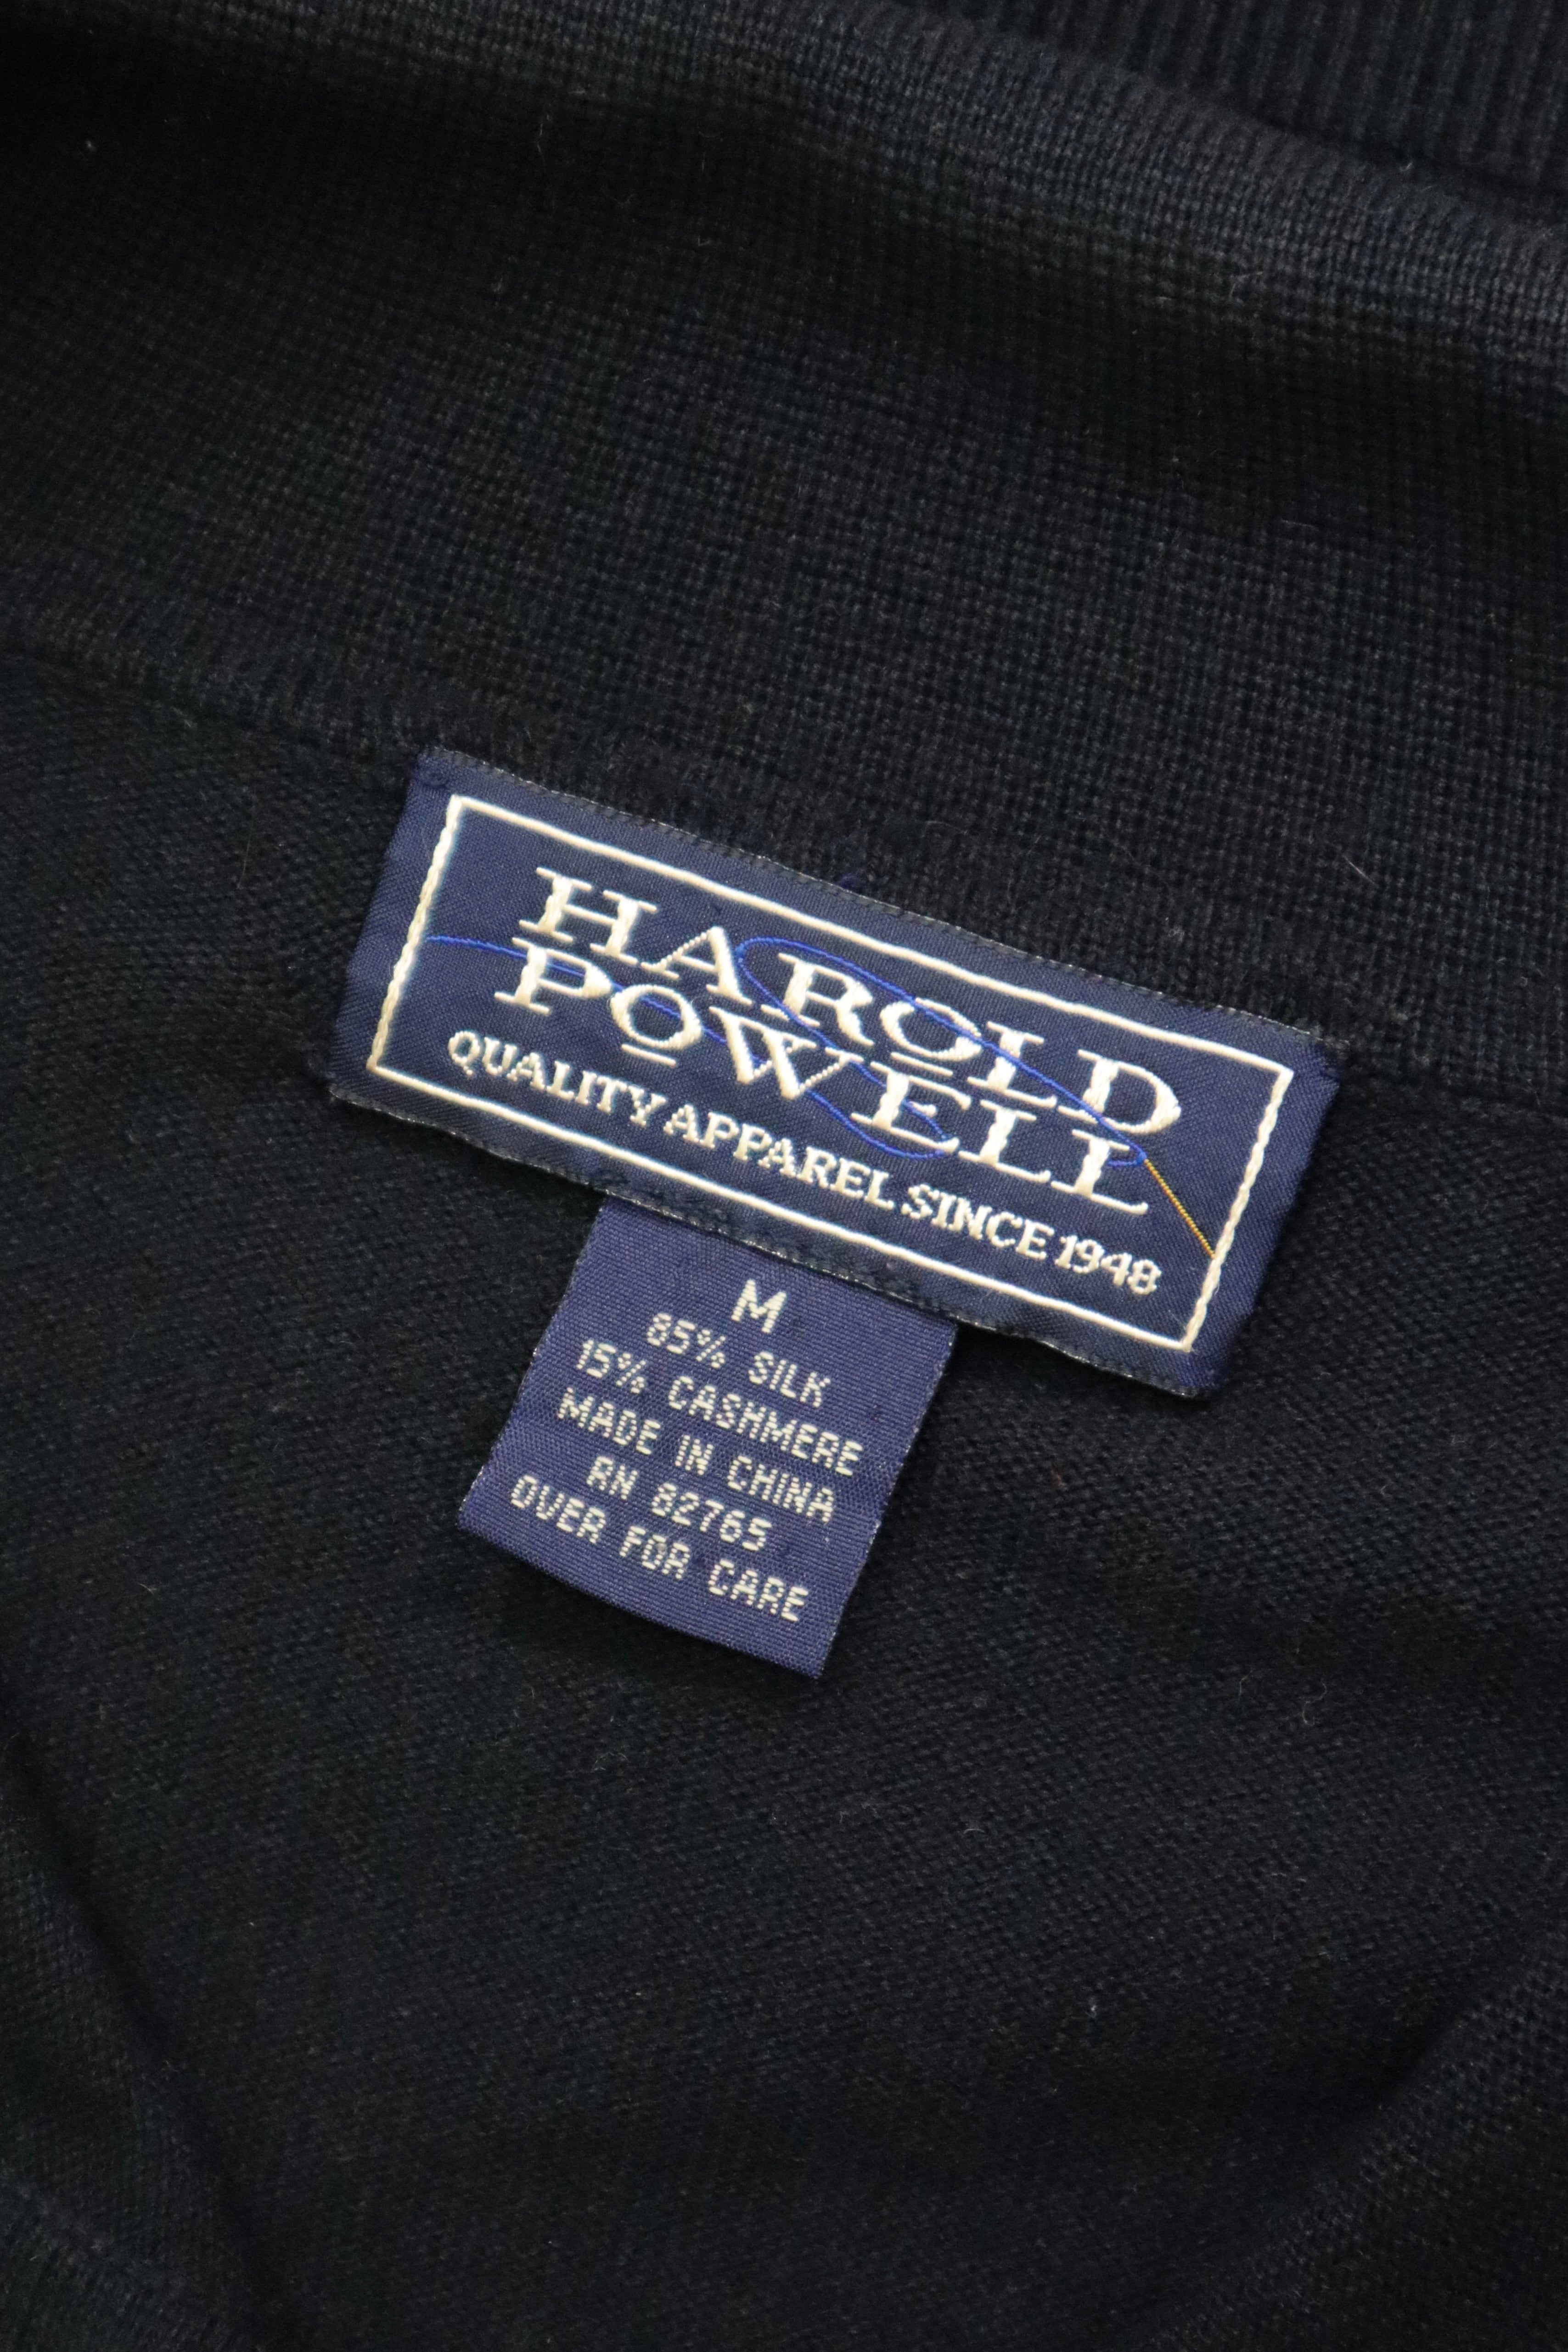 HAROLD
POWELL
QUALITY APPAREL SINCE 1948
M
85% SILK
15% CASHMERE
MADE IN CHINA
RN 82765
OVER FOR CARE